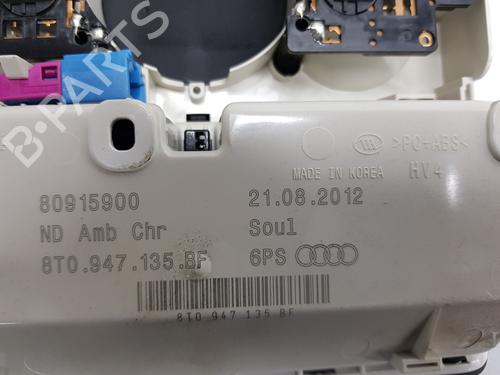 B-PARTS
>PC+ABS<
MADE IN KOREA HV4
80915900 21.08.2012
ND Amb Chr Soul
8T0.947.135.BF 6PS
8T0 947 135 BF